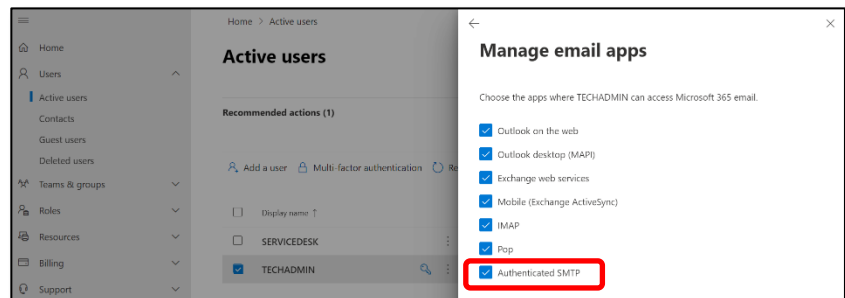 Home
Users
Active users
Contacts
Guest users
Deleted users
Teams & groups
Roles
Resources
Billing
Support
Home > Active users
Active users
Recommended actions (1)
Add a user Multi-factor authentication Re
Display name ↑
SERVICEDESK
TECHADMIN
Manage email apps
Choose the apps where TECHADMIN can access Microsoft 365 email.
Outlook on the web
Outlook desktop (MAPI)
Exchange web services
Mobile (Exchange ActiveSync)
IMAP
Pop
Authenticated SMTP